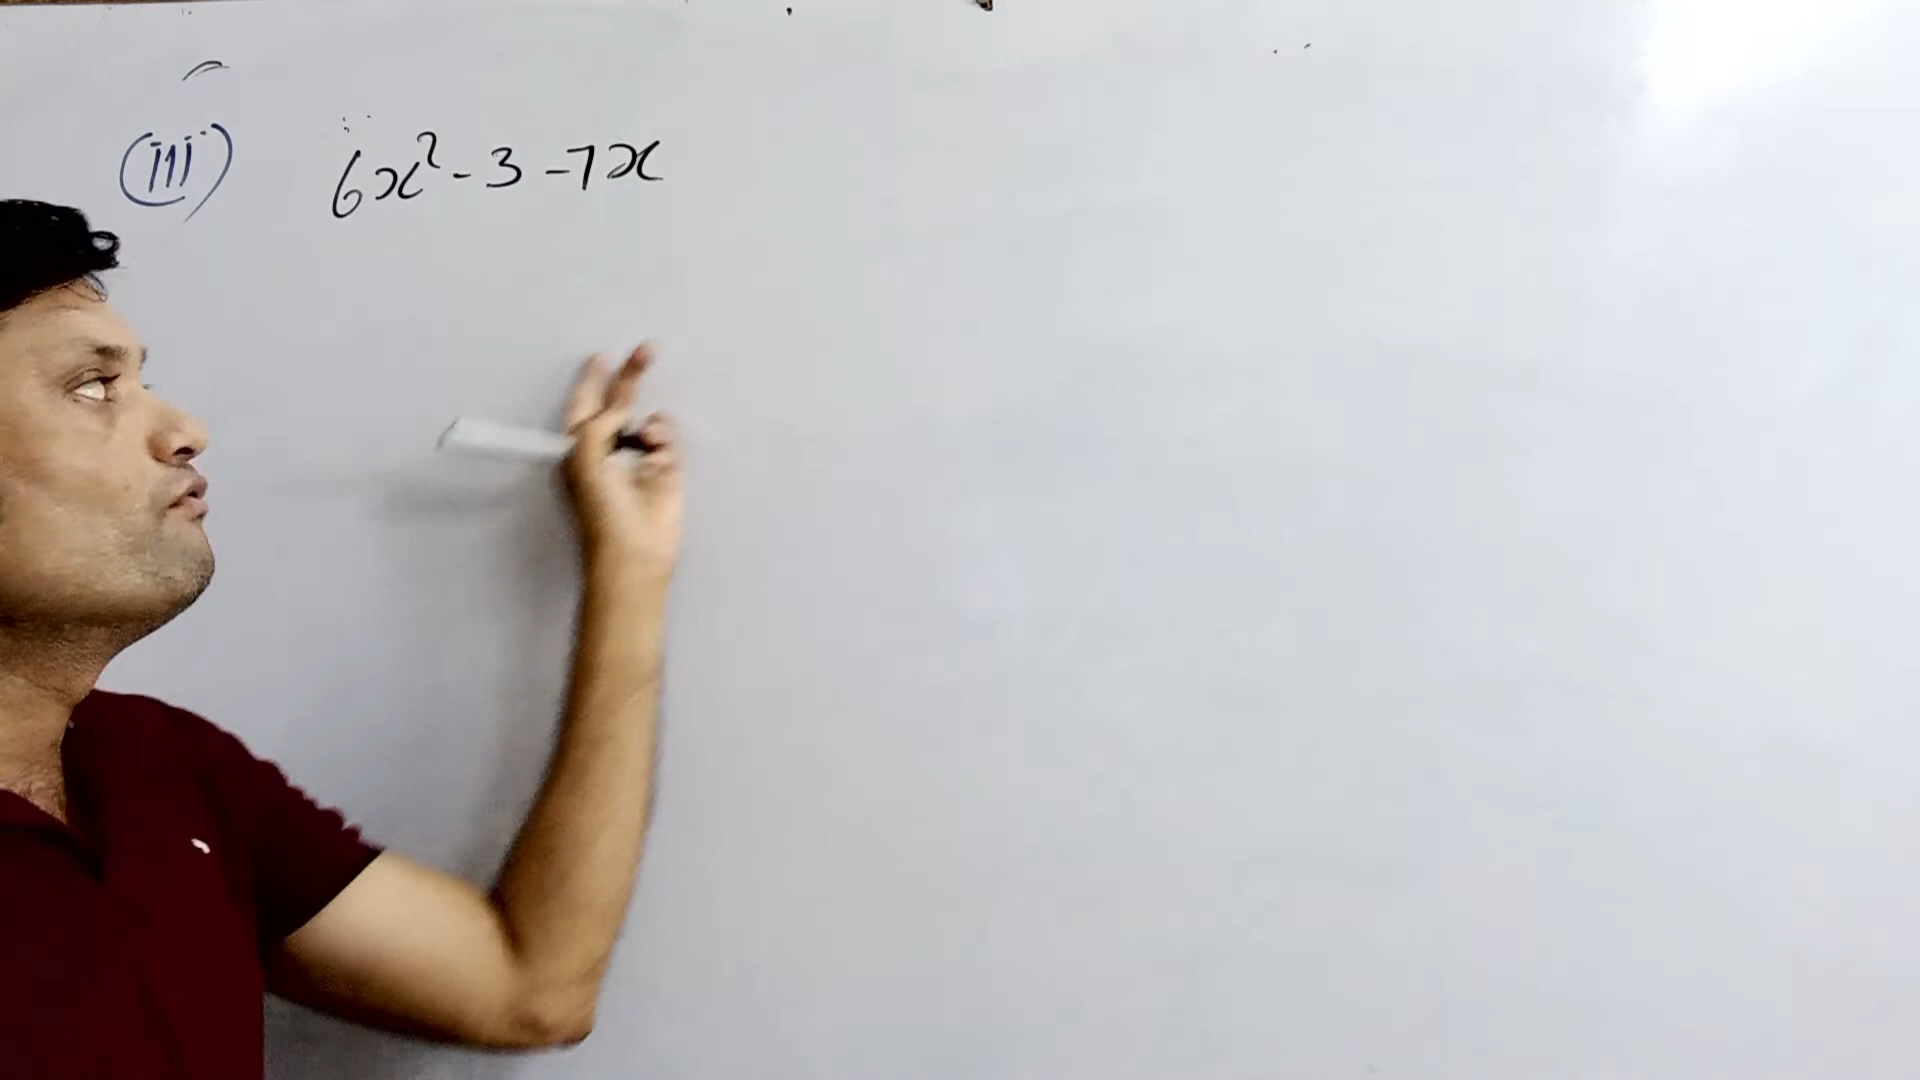 (iii) 6x² - 3 - 7x